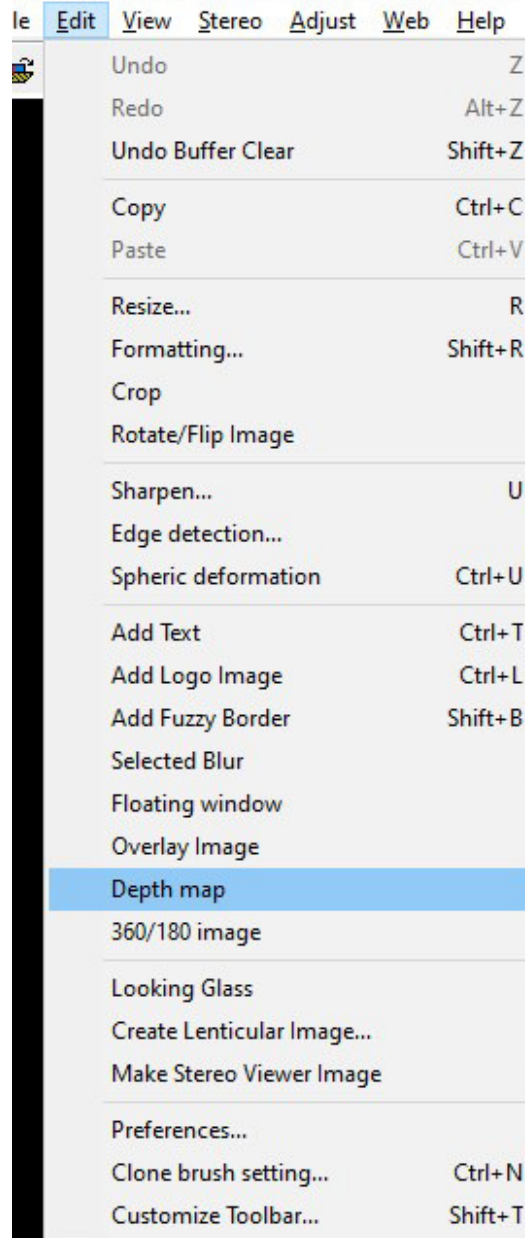 le Edit View Stereo Adjust Web Help
Undo Z
Redo Alt+Z
Undo Buffer Clear Shift+Z
Copy Ctrl+C
Paste Ctrl+V
Resize... R
Formatting... Shift+R
Crop
Rotate/Flip Image
Sharpen... U
Edge detection...
Spheric deformation Ctrl+U
Add Text Ctrl+T
Add Logo Image Ctrl+L
Add Fuzzy Border Shift+B
Selected Blur
Floating window
Overlay Image
Depth map
360/180 image
Looking Glass
Create Lenticular Image...
Make Stereo Viewer Image
Preferences...
Clone brush setting... Ctrl+N
Customize Toolbar... Shift+T